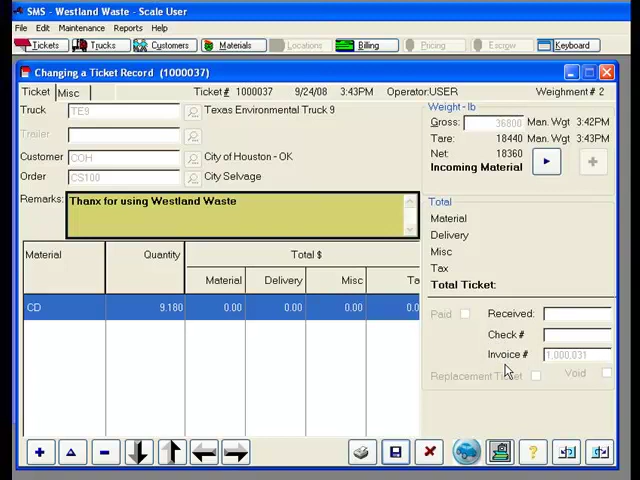 SMS - Westland Waste - Scale User
File Edit Maintenance Reports Help
Tickets Trucks Customers Materials Locations Billing Pricing Escrow Keyboard
Changing a Ticket Record (1000037)
Ticket Misc Ticket# 1000037 9/24/08 3:43PM Operator:USER Weighment# 2
Truck TE9 Texas Environmental Truck 9
Trailer
Customer COH City of Houston - OK
Order CS100 City Selvage
Remarks: Thanx for using Westland Waste
Weight - lb
Gross: 36800 Man. Wgt 3:42PM
Tare: 18440 Man. Wgt 3:43PM
Net: 18360
Incoming Material
Material Quantity Total $
Material Delivery Misc Ta
CD 9.180 0.00 0.00 0.00 0.0
Total
Material
Delivery
Misc
Tax
Total Ticket:
Paid Received:
Check #
Invoice # 1,000,031
Replacement Ticket Void